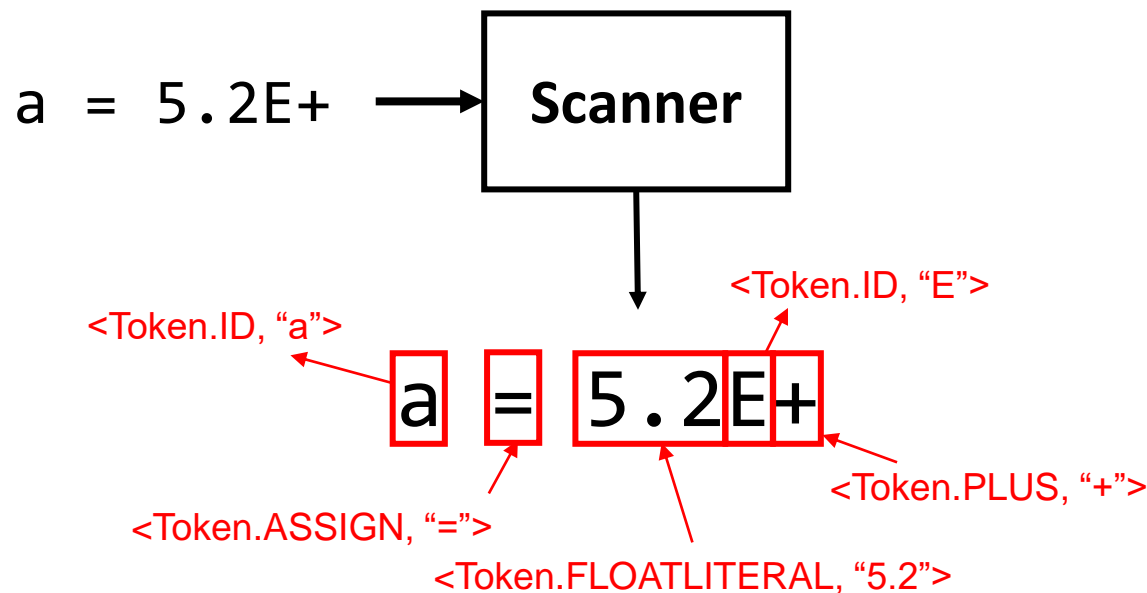 a = 5.2E+
Scanner
<Token.ID, “E”>
<Token.ID, “a”>
a = 5.2E+
<Token.PLUS, “+”>
<Token.ASSIGN, “=”>
<Token.FLOATLITERAL, “5.2”>